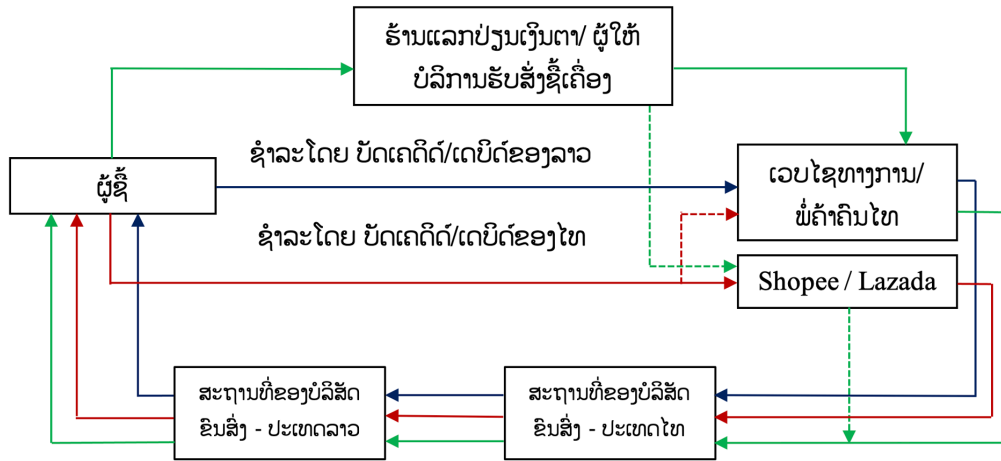 ຮ້ານແລກປ່ຽນເງິນຕາ/ ຜູ້ໃຫ້
ບໍລິການຮັບສັ່ງຊື້ເຄື່ອງ
ຊຳລະໂດຍ ບັດເຄດິດ/ເດບິດຂອງລາວ
ຜູ້ຊື້
ເວບໄຊທາງການ/
ພໍ່ຄ້າຄົນໄທ
ຊຳລະໂດຍ ບັດເຄດິດ/ເດບິດຂອງໄທ
Shopee / Lazada
ສະຖານທີ່ຂອງບໍລິສັດ
ຂົນສົ່ງ - ປະເທດລາວ
ສະຖານທີ່ຂອງບໍລິສັດ
ຂົນສົ່ງ - ປະເທດໄທ